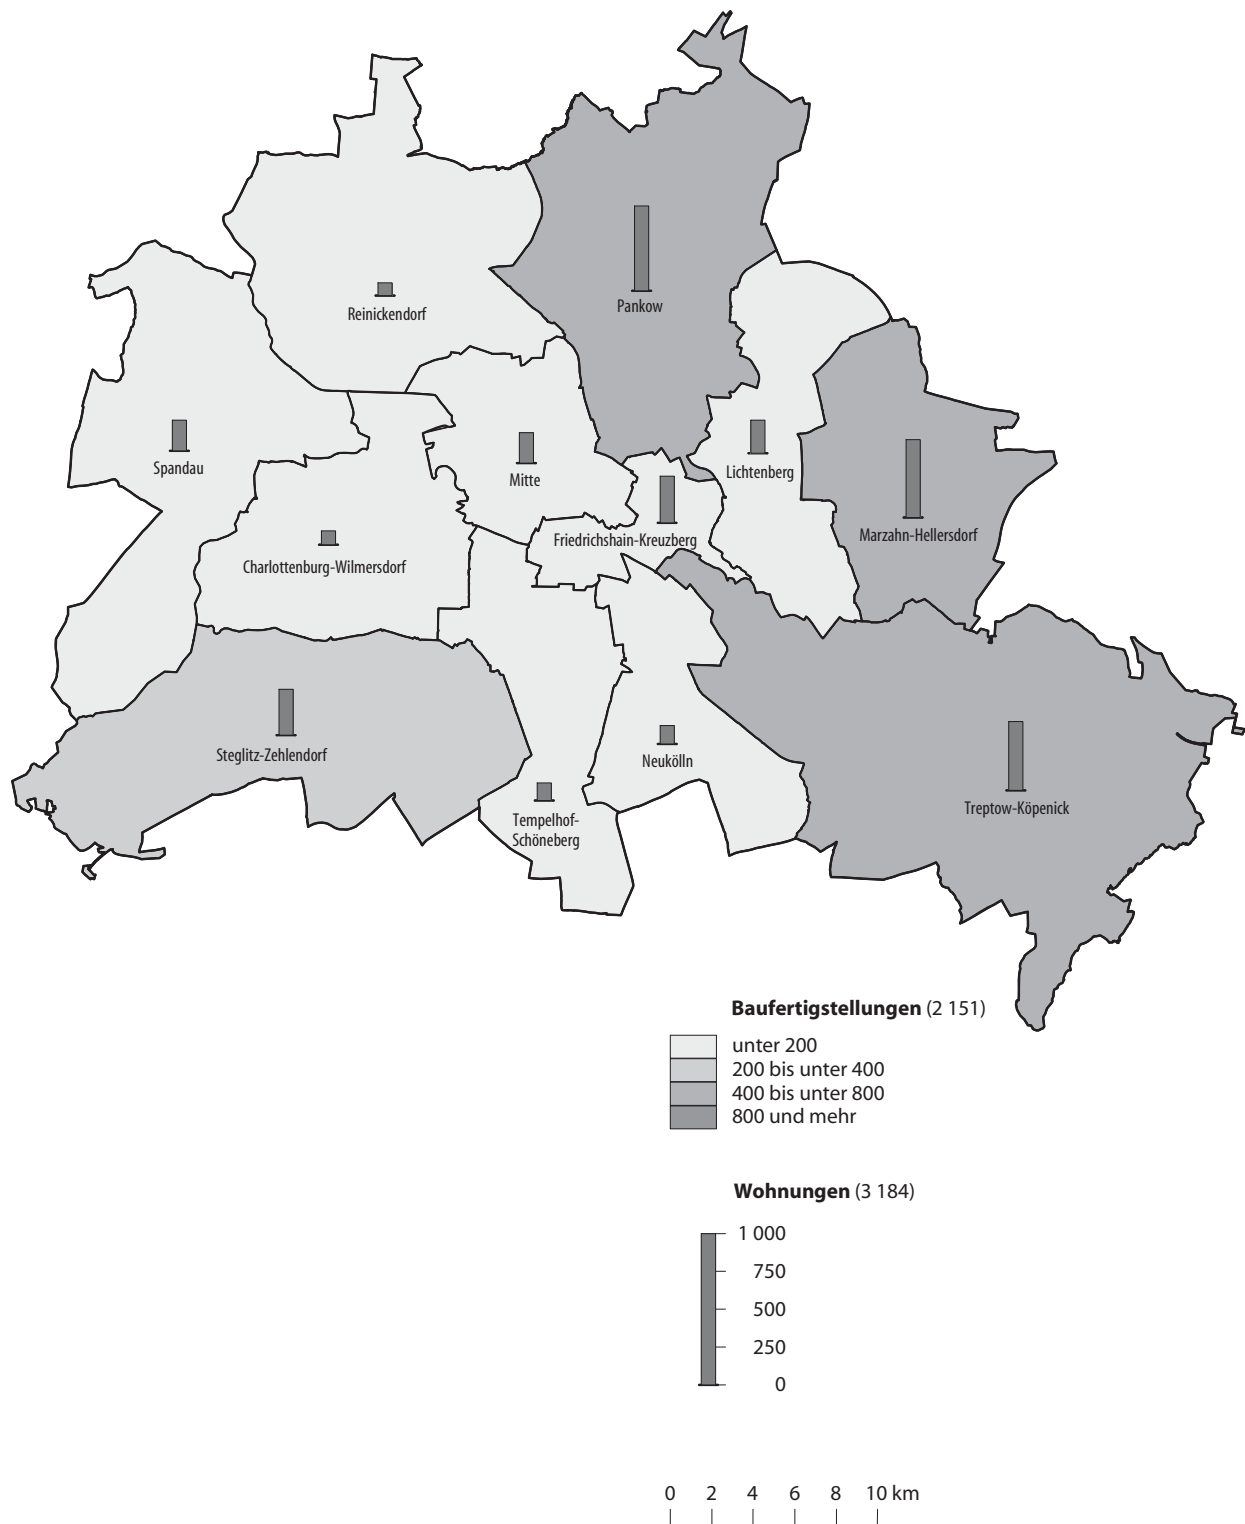 Reinickendorf
Pankow
Spandau
Mitte
Lichtenberg
Friedrichshain-Kreuzberg
Marzahn-Hellersdorf
Charlottenburg-Wilmersdorf
Steglitz-Zehlendorf
Neukölln
Treptow-Köpenick
Tempelhof-
Schöneberg
Baufertigstellungen (2 151)
unter 200
200 bis unter 400
400 bis unter 800
800 und mehr
Wohnungen (3 184)
1 000
750
500
250
0
0 2 4 6 8 10 km